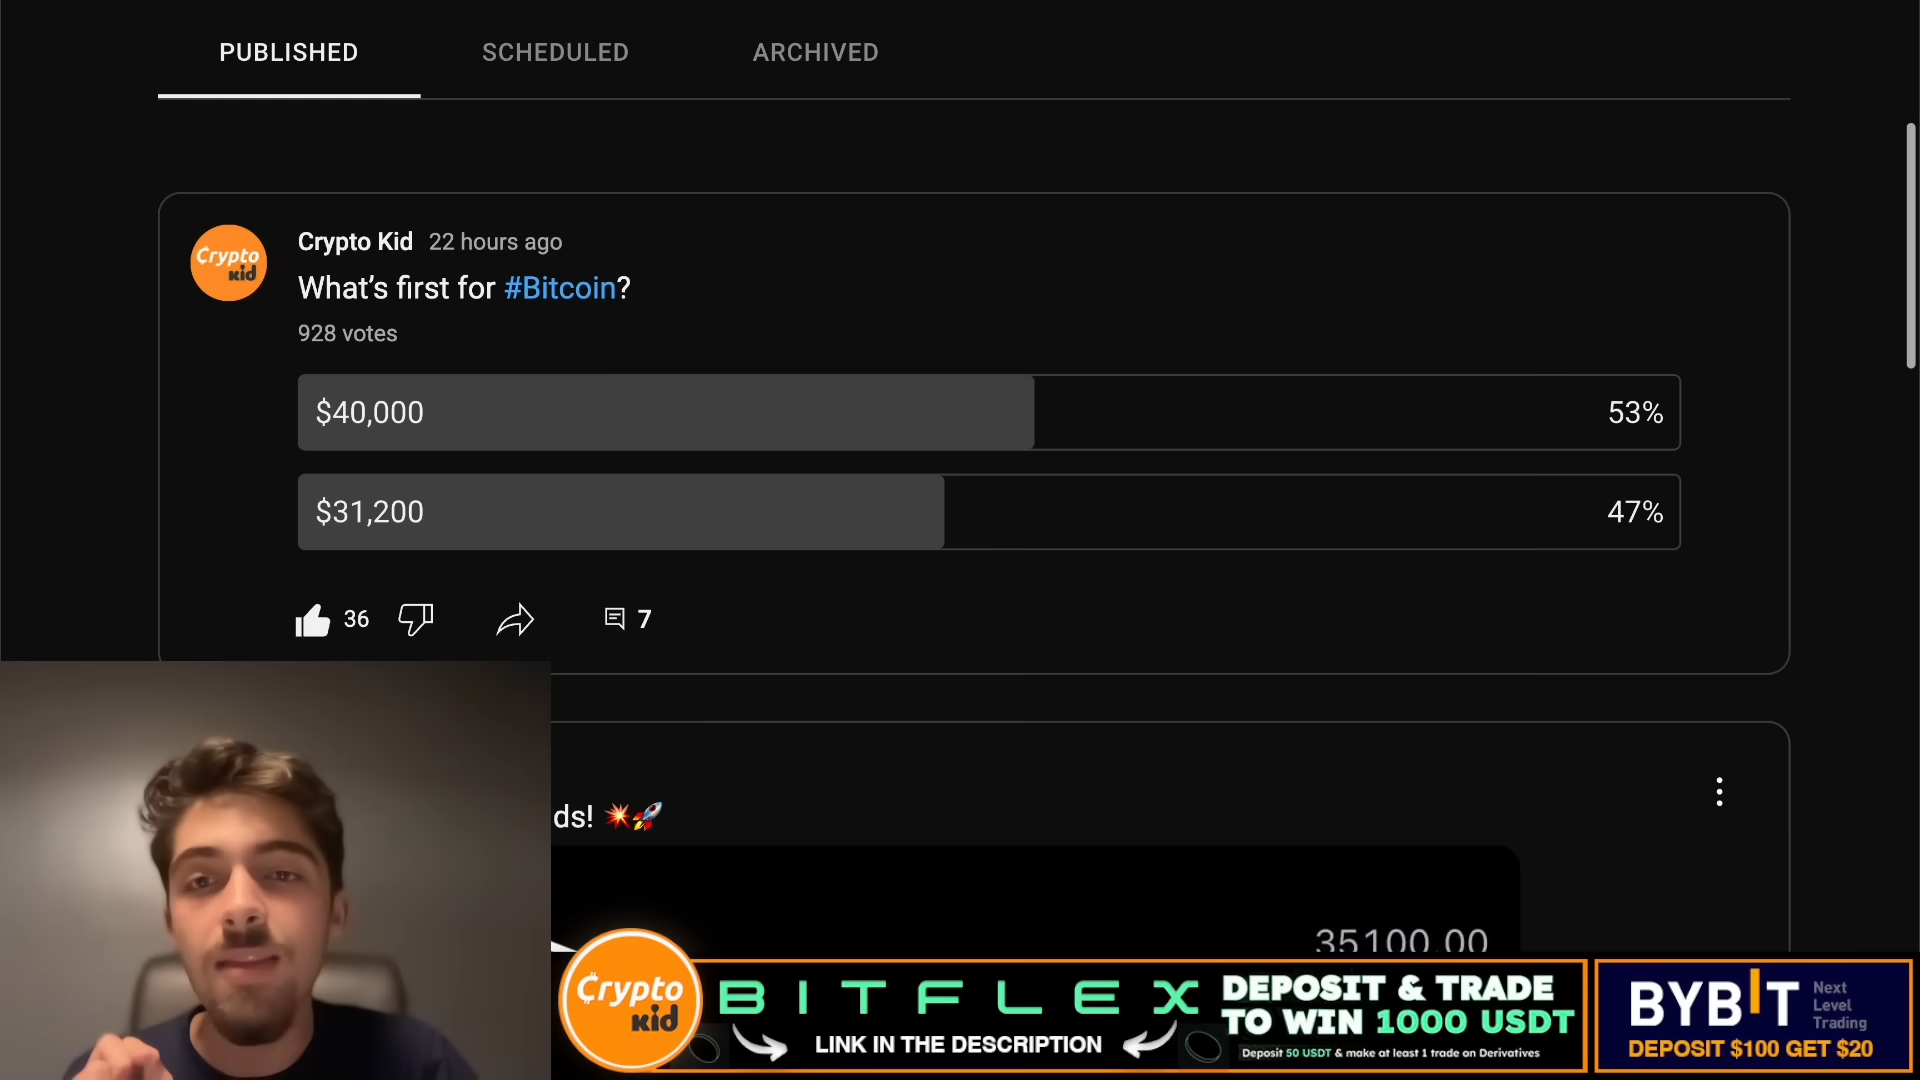 PUBLISHED SCHEDULED ARCHIVED
Crypto Kid 22 hours ago
Crypto
Kid
What's first for #Bitcoin?
928 votes
$40,000 53%
$31,200 47%
36 7
ds! 💥🚀
35100.00
Crypto
Kid
BITFLEX
LINK IN THE DESCRIPTION
DEPOSIT & TRADE
TO WIN 1000 USDT
Deposit 50 USDT & make at least 1 trade on Derivatives
BYBIT
Next
Level
Trading
DEPOSIT $100 GET $20